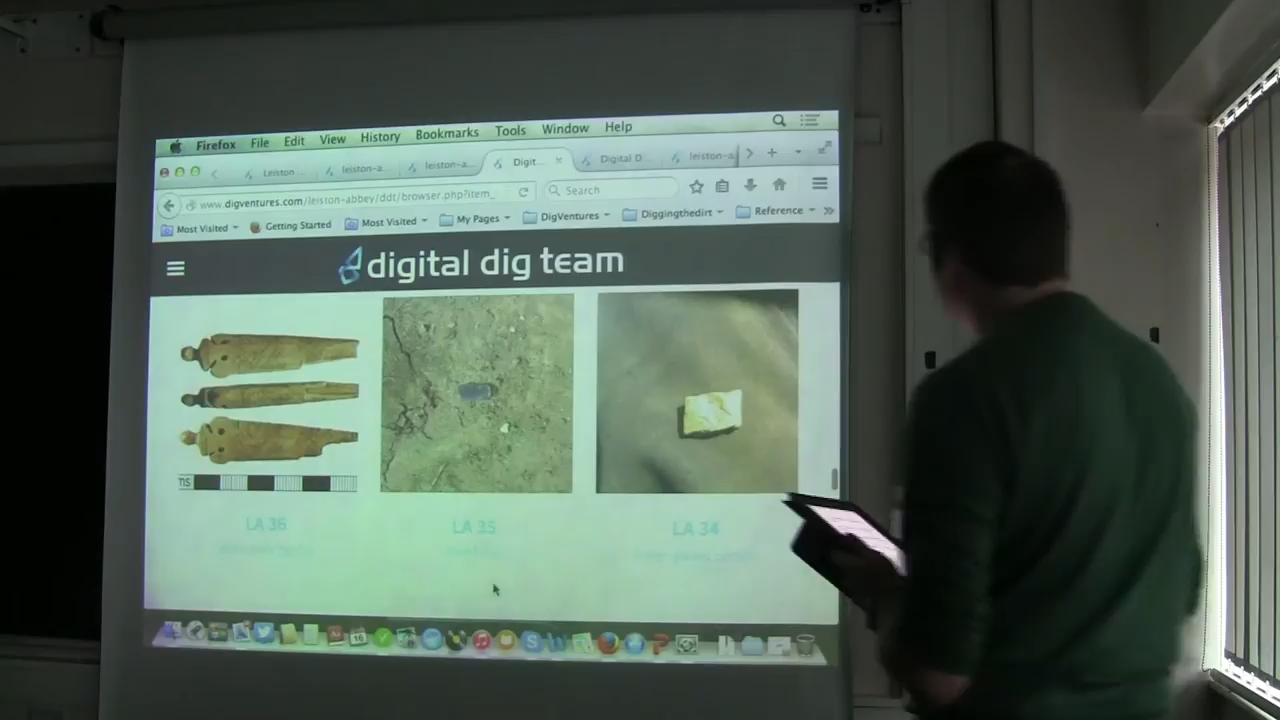 Firefox File Edit View History Bookmarks Tools Window Help
Leiston leiston-a... leiston-a... Digit... Digital D... leiston-a
www.digventures.com/leiston-abbey/ddt/browser.php?item_ Search
Most Visited Getting Started Most Visited My Pages DigVentures Diggingthedirt Reference
digital dig team
LA 36 LA 35 LA 34